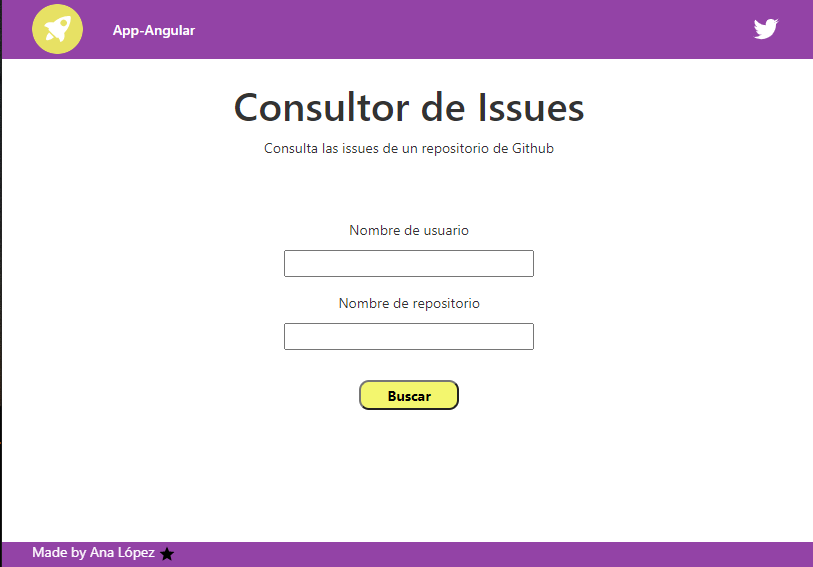 App-Angular
Consultor de Issues
Consulta las issues de un repositorio de Github
Nombre de usuario
Nombre de repositorio
Buscar
Made by Ana López